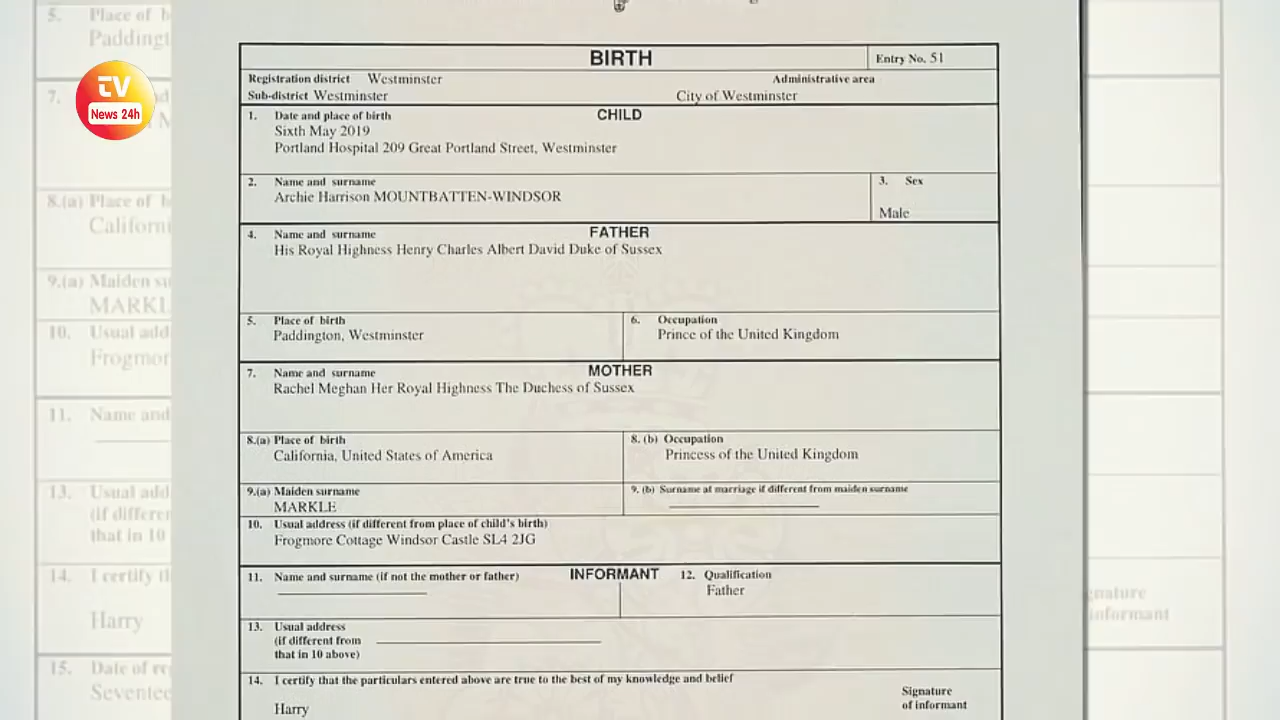 TV
News 24h
BIRTH
Entry No. 51
Registration district Westminster
Administrative area
Sub-district Westminster
City of Westminster
CHILD
1. Date and place of birth
Sixth May 2019
Portland Hospital 209 Great Portland Street, Westminster
2. Name and surname
Archie Harrison MOUNTBATTEN-WINDSOR
3. Sex
Male
FATHER
4. Name and surname
His Royal Highness Henry Charles Albert David Duke of Sussex
5. Place of birth
Paddington, Westminster
6. Occupation
Prince of the United Kingdom
MOTHER
7. Name and surname
Rachel Meghan Her Royal Highness The Duchess of Sussex
8.(a) Place of birth
California, United States of America
8. (b) Occupation
Princess of the United Kingdom
9.(a) Maiden surname
MARKLE
9. (b) Surname at marriage if different from maiden surname
10. Usual address (if different from place of child's birth)
Frogmore Cottage Windsor Castle SL4 2JG
INFORMANT
11. Name and surname (if not the mother or father)
12. Qualification
Father
13. Usual address
(if different from
that in 10 above)
14. I certify that the particulars entered above are true to the best of my knowledge and belief
Harry
Signature
of informant